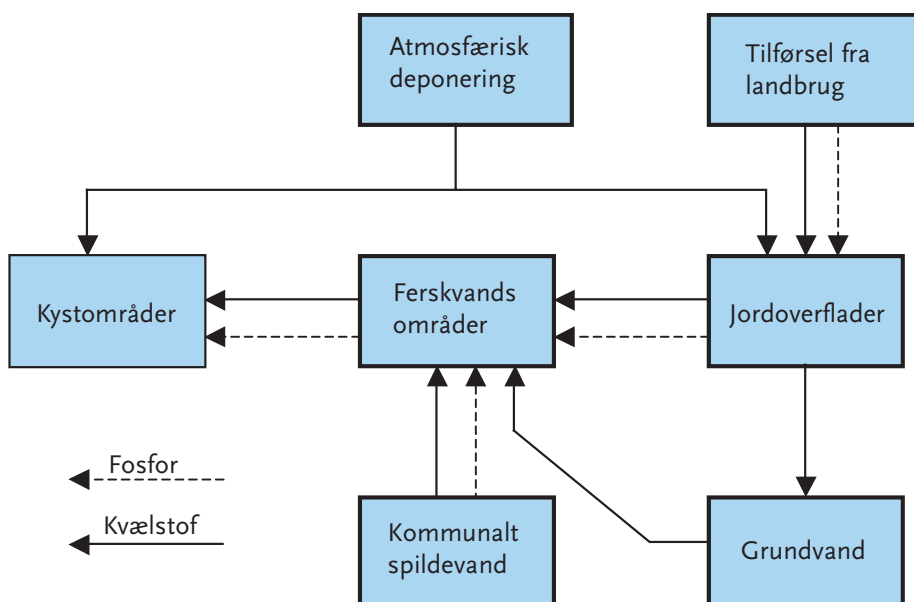 Atmosfærisk
deponering
Tilførsel fra
landbrug
Kystområder
Ferskvands
områder
Jordoverflader
Fosfor
Kvælstof
Kommunalt
spildevand
Grundvand